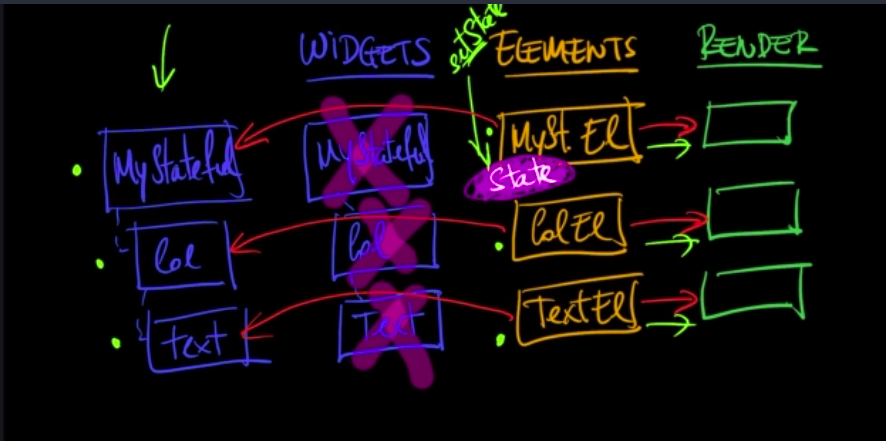 WIDGETS
setState
ELEMENTS
RENDER
MyStateful
MyStateful
MySt. El
State
Col
Col
Col El
Text
Text
Text El